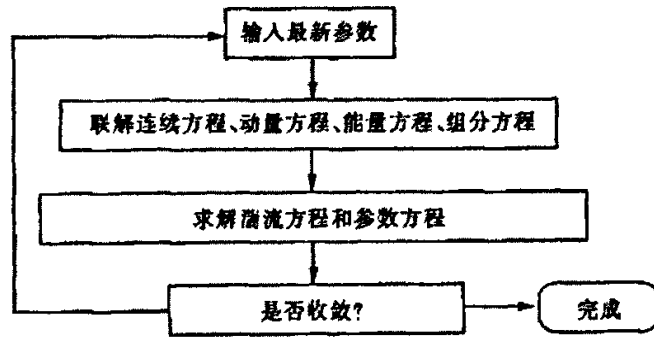 输入最新参数
联解连续方程、动量方程、能量方程、组分方程
求解湍流方程和参数方程
是否收敛?
完成